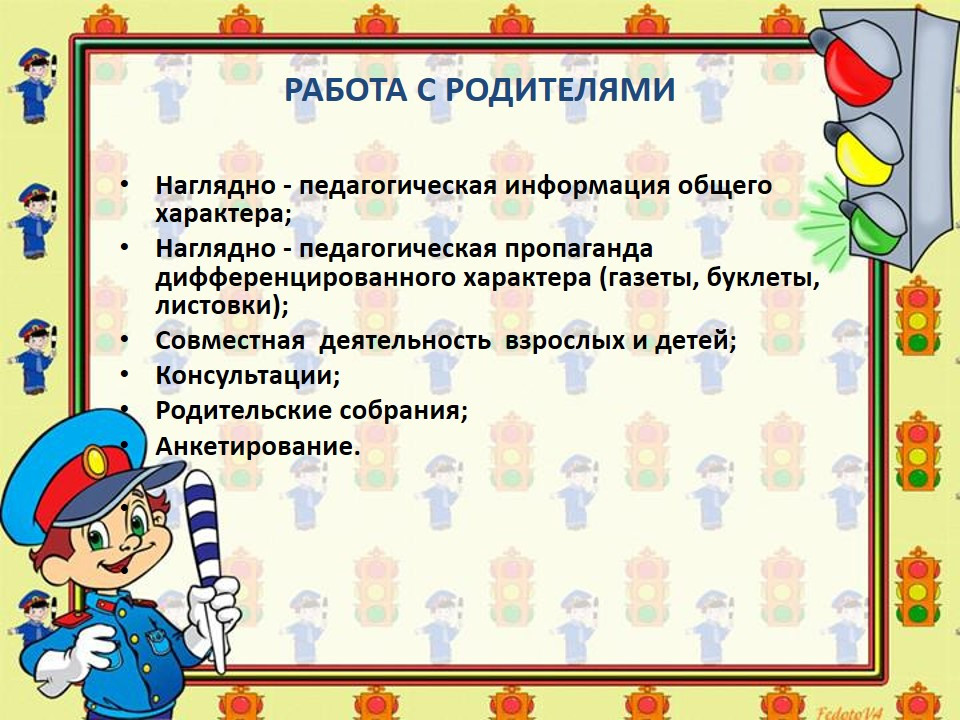 РАБОТА С РОДИТЕЛЯМИ
• Наглядно - педагогическая информация общего
характера;
• Наглядно - педагогическая пропаганда
дифференцированного характера (газеты, буклеты,
листовки);
• Совместная деятельность взрослых и детей;
• Консультации;
• Родительские собрания;
• Анкетирование.
FedotoV4